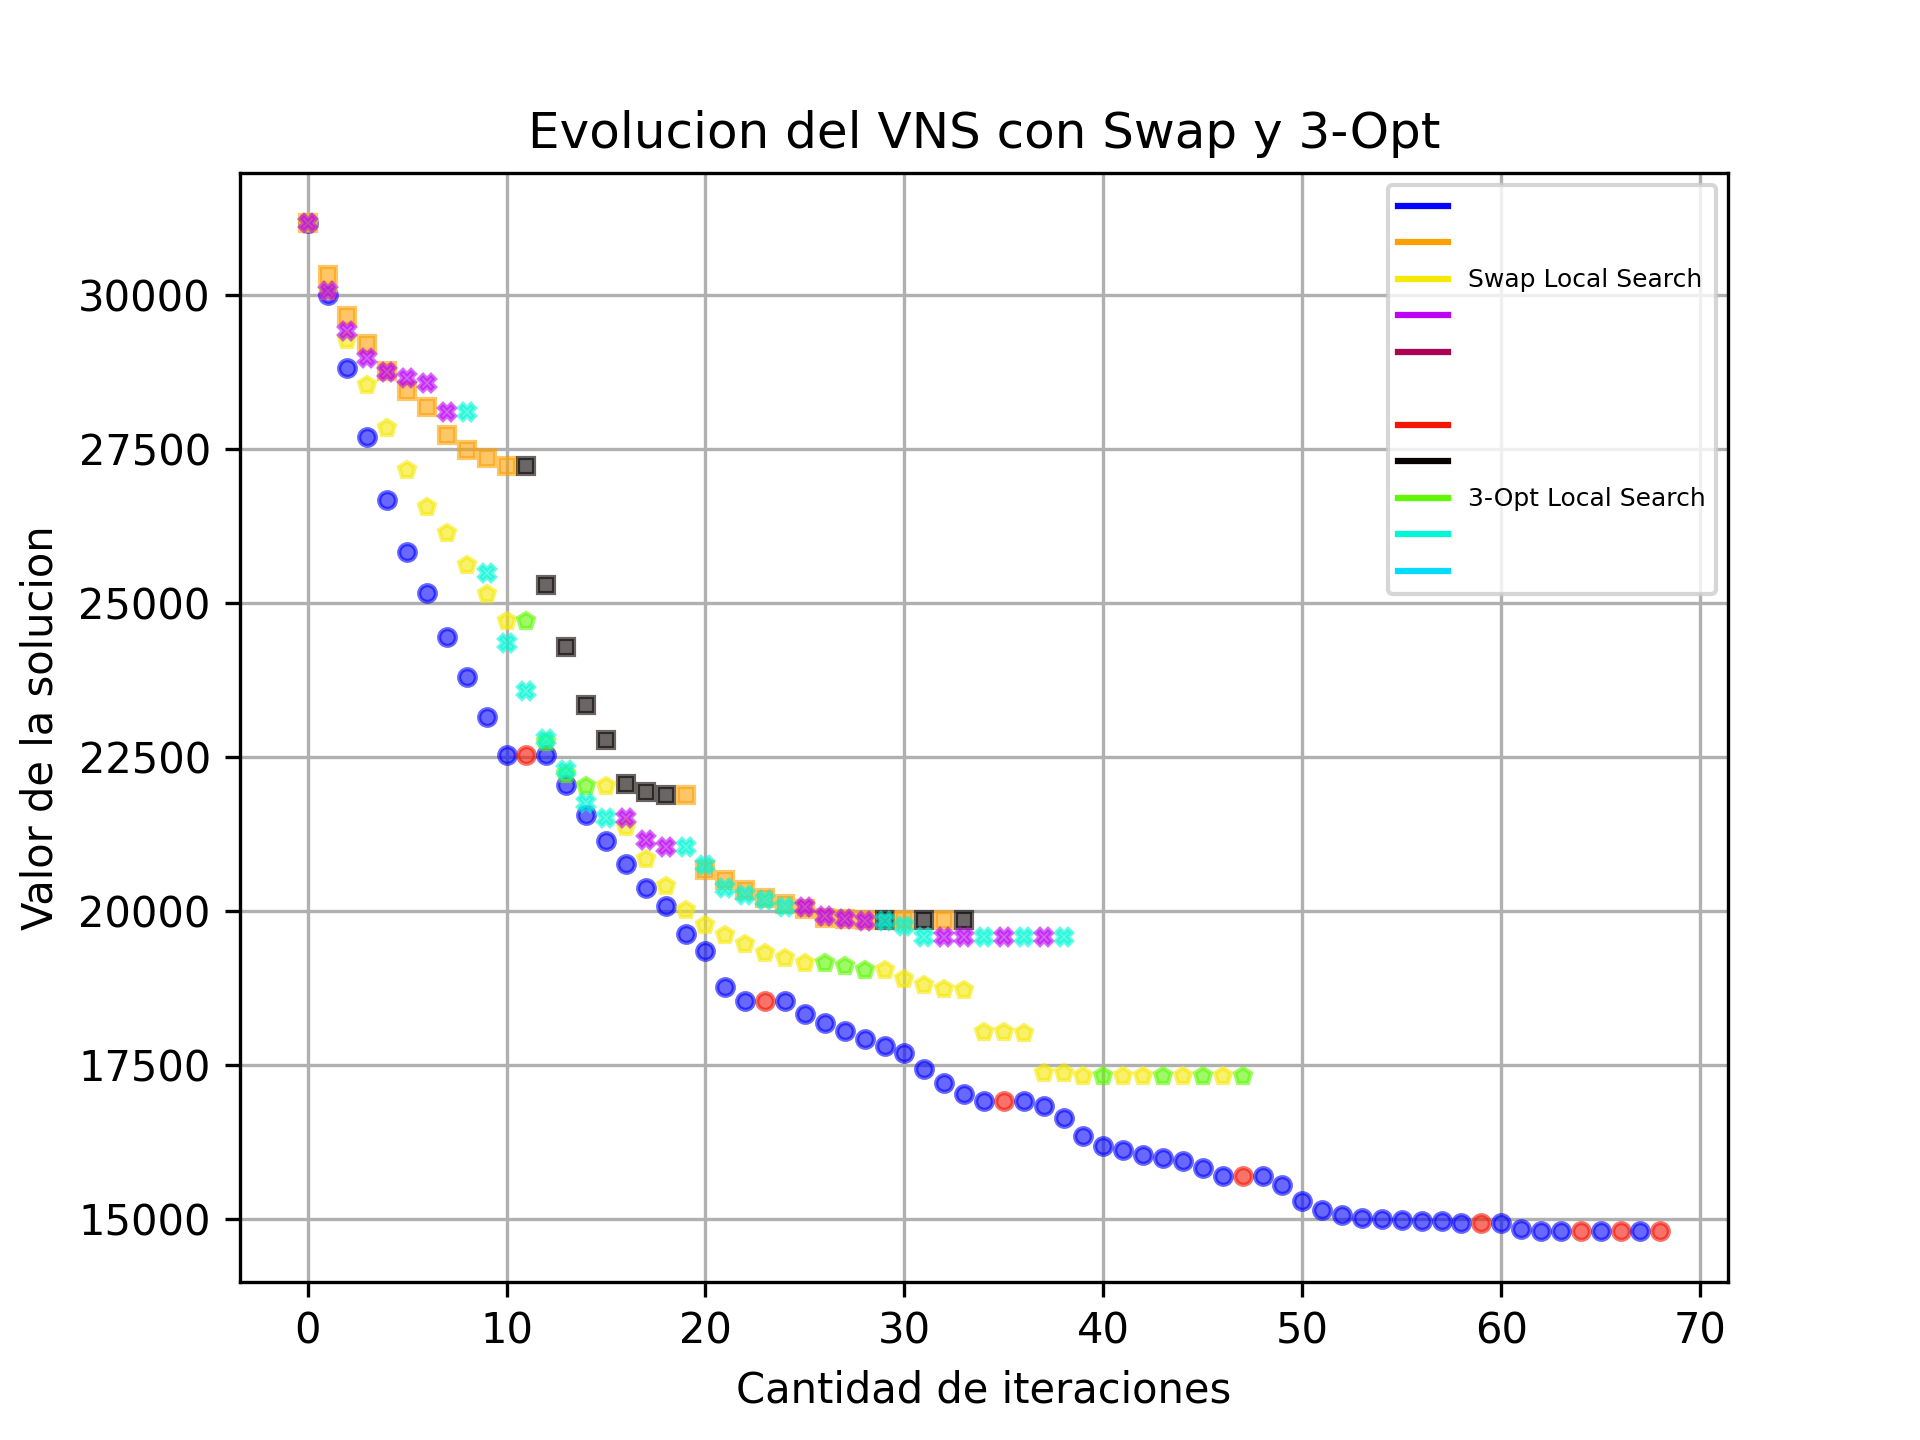 Evolucion del VNS con Swap y 3-Opt
Swap Local Search
3-Opt Local Search
Valor de la solucion
30000
27500
25000
22500
20000
17500
15000
0 10 20 30 40 50 60 70
Cantidad de iteraciones